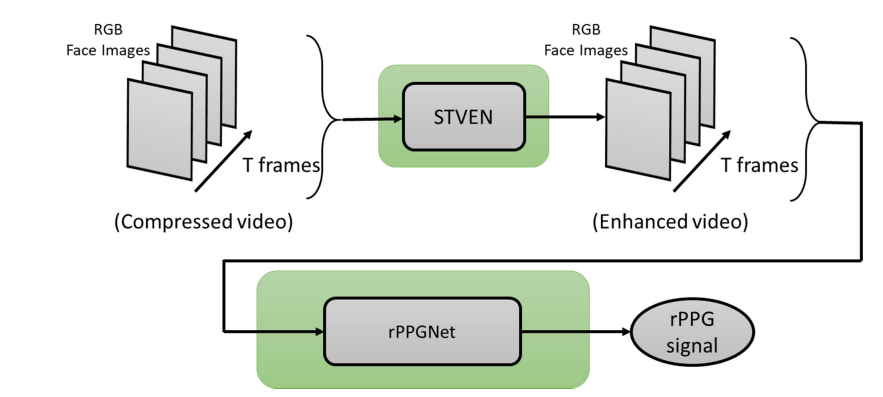 RGB
Face Images
T frames
(Compressed video)
STVEN
RGB
Face Images
T frames
(Enhanced video)
rPPGNet
rPPG
signal